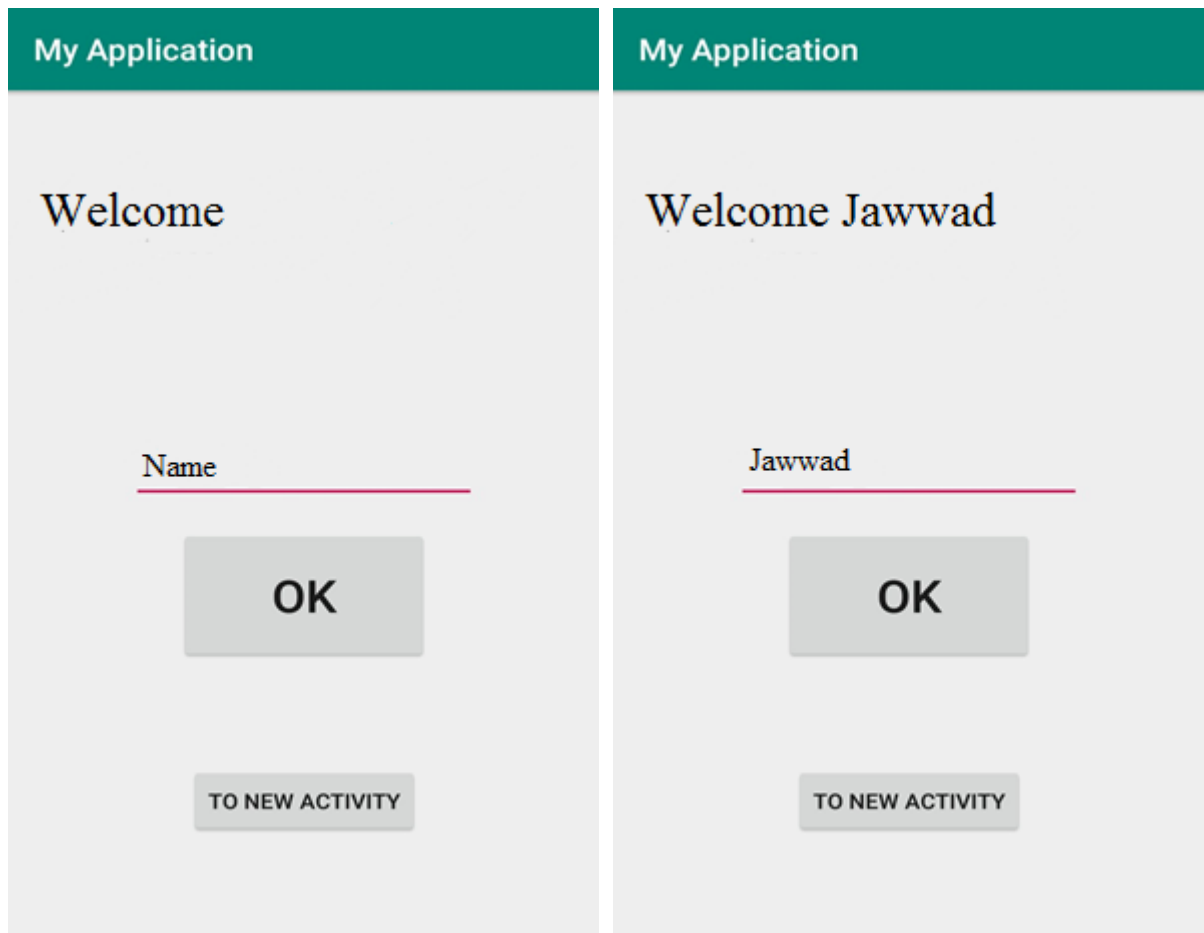 My Application
Welcome
Name
OK
TO NEW ACTIVITY
My Application
Welcome Jawwad
Jawwad
OK
TO NEW ACTIVITY